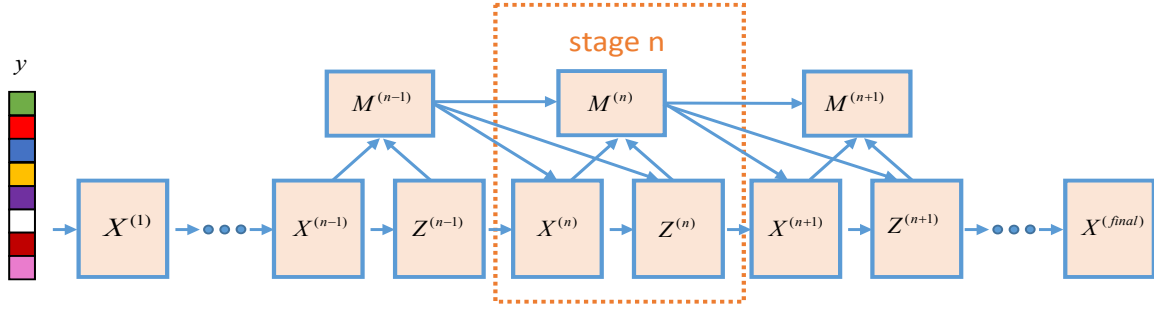 stage n
y
M^{(n-1)} M^{(n)} M^{(n+1)}
X^{(1)} X^{(n-1)} Z^{(n-1)} X^{(n)} Z^{(n)} X^{(n+1)} Z^{(n+1)} X^{(final)}